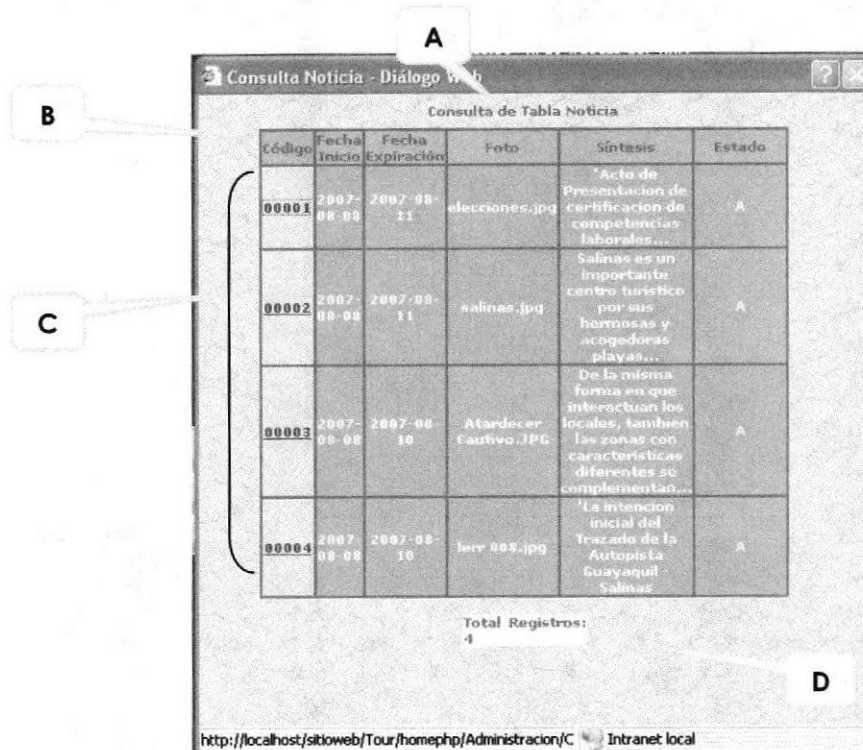 A
Consulta Noticia - Diálogo Web
B
Consulta de Tabla Noticia
Código Fecha Inicio Fecha Expiración Foto Síntesis Estado
00001 2007-08-08 2007-08-11 elecciones.jpg "Acto de Presentacion de certificacion de competencias laborales... A
C
00002 2007-08-08 2007-08-11 salinas.jpg Salinas es un importante centro turistico por sus hermosas y acogedoras playas... A
00003 2007-08-08 2007-08-10 Atardecer Cautivo.JPG De la misma forma en que interactuan los locales, tambien las zonas con caracteristicas diferentes se complementan... A
00004 2007-08-08 2007-08-10 "La intencion inicial del Trazado de la Autopista Guayaquil - Salinas A
Total Registros:
4
D
http://localhost/sitioweb/Tour/homephp/Administracion/C Intranet local